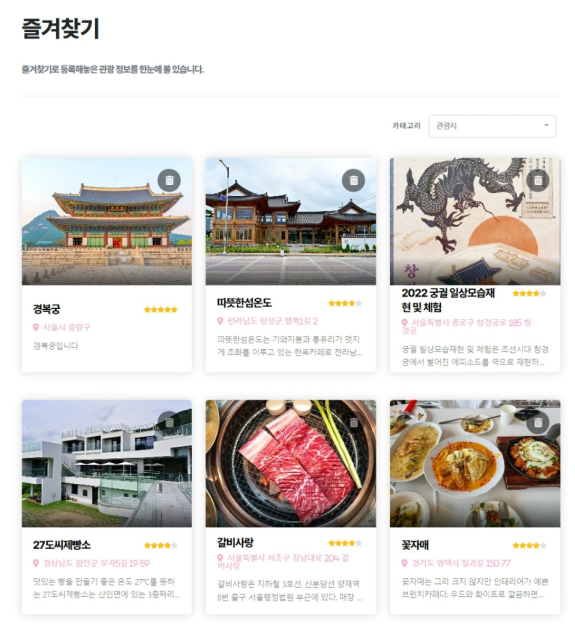 즐겨찾기
즐겨찾기로 등록해놓은 관광 정보를 한눈에 볼 있습니다.
카테고리
관광지
경복궁
서울시 중랑구
경복궁입니다
따뜻한섬온도
전라남도 장성군 행복1길 2
따뜻한섬온도는 기와지붕과 통유리가 멋지
게 조화를 이루고 있는 한옥카페로 전라남...
창
2022 궁궐 일상모습재
현 및 체험
서울특별시 종로구 창경궁로 185 창
경궁
궁궐 일상모습재현 및 체험은 조선시대 창경
궁에서 벌어진 에피소드를 극으로 재현하...
27도씨제빵소
경상남도 함안군 모곡5길 19-59
맛있는 빵을 만들기 좋은 온도 27℃를 뜻하
는 27도씨제빵소는 산인면에 있는 3층짜리...
갈비사랑
서울특별시 서초구 강남대로 204 갈
비사랑
갈비사랑은 지하철 3호선, 신분당선 양재역
8번 출구 서울행정법원 부근에 있다. 매장 ...
꽃자매
경기도 평택시 칠괴길 150-77
꽃자매는 그리 크지 않지만 인테리어가 예쁜
브런치카페다. 우드와 화이트로 깔끔하면...